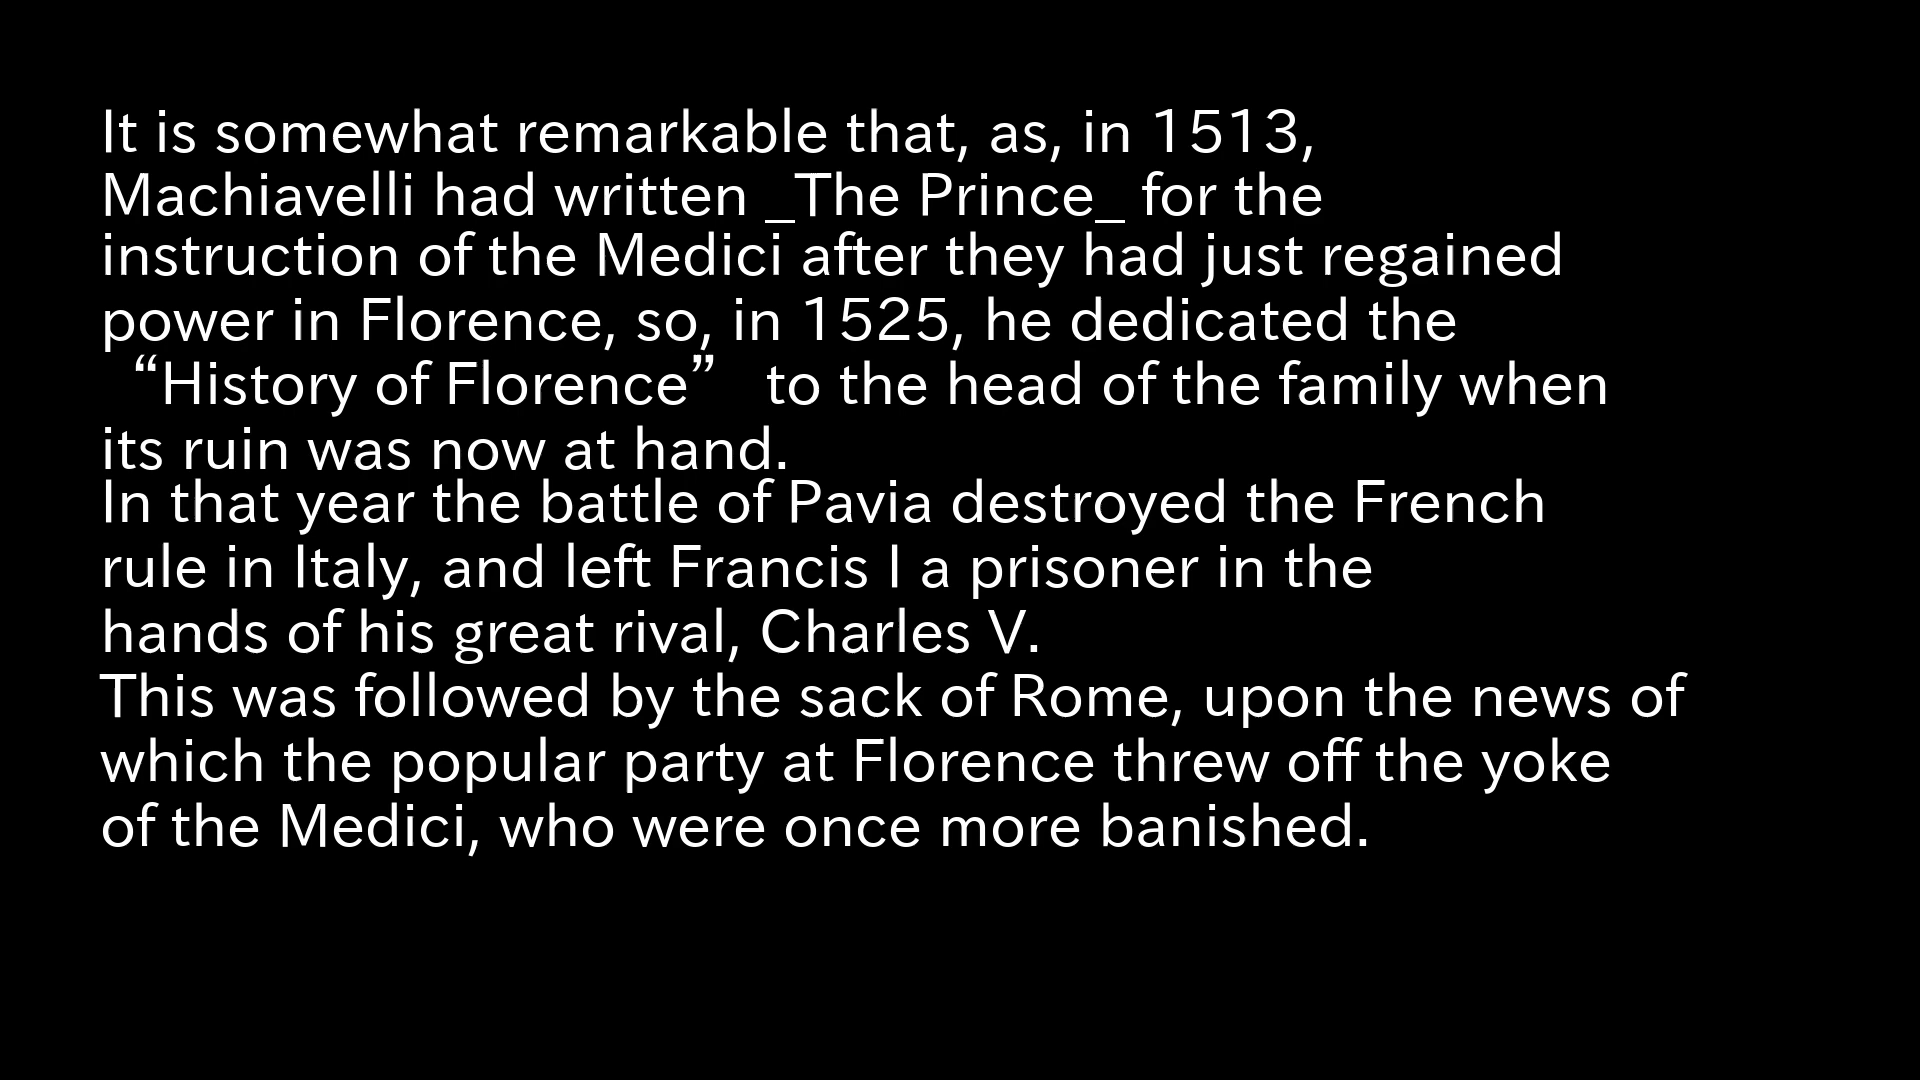 It is somewhat remarkable that, as, in 1513,
Machiavelli had written _The Prince_ for the
instruction of the Medici after they had just regained
power in Florence, so, in 1525, he dedicated the
“History of Florence” to the head of the family when
its ruin was now at hand.
In that year the battle of Pavia destroyed the French
rule in Italy, and left Francis I a prisoner in the
hands of his great rival, Charles V.
This was followed by the sack of Rome, upon the news of
which the popular party at Florence threw off the yoke
of the Medici, who were once more banished.